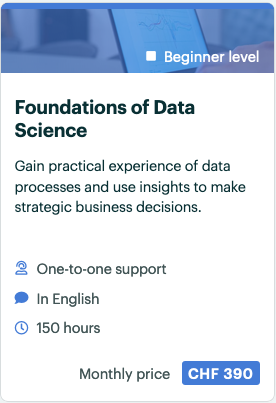 Beginner level
Foundations of Data
Science
Gain practical experience of data
processes and use insights to make
strategic business decisions.
One-to-one support
In English
150 hours
Monthly price CHF 390